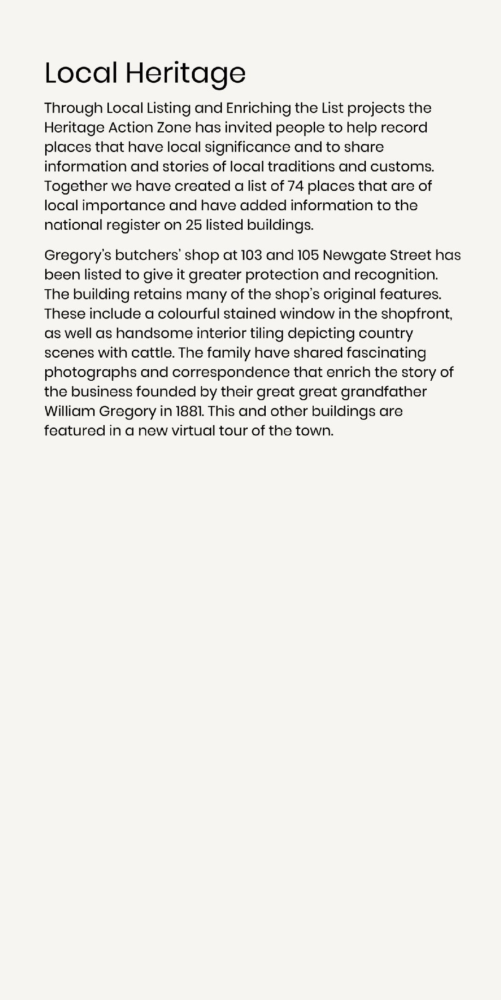 Local Heritage
Through Local Listing and Enriching the List projects the
Heritage Action Zone has invited people to help record
places that have local significance and to share
information and stories of local traditions and customs.
Together we have created a list of 74 places that are of
local importance and have added information to the
national register on 25 listed buildings.
Gregory’s butchers’ shop at 103 and 105 Newgate Street has
been listed to give it greater protection and recognition.
The building retains many of the shop’s original features.
These include a colourful stained window in the shopfront,
as well as handsome interior tiling depicting country
scenes with cattle. The family have shared fascinating
photographs and correspondence that enrich the story of
the business founded by their great great grandfather
William Gregory in 1881. This and other buildings are
featured in a new virtual tour of the town.